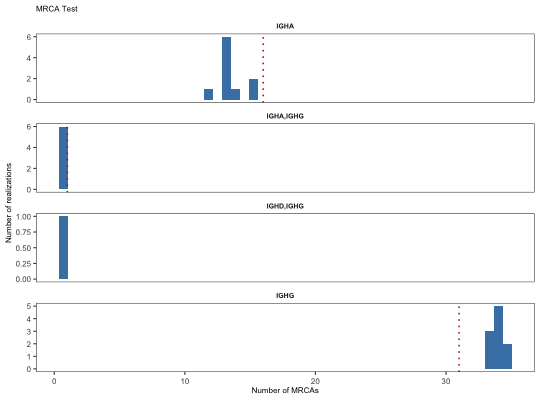 MRCA Test
IGHA
6
4
2
0
IGHA,IGHG
6
4
2
0
IGHD,IGHG
1.00
0.75
0.50
0.25
0.00
IGHG
5
4
3
2
1
0
0 10 20 30
Number of MRCAs
Number of realizations